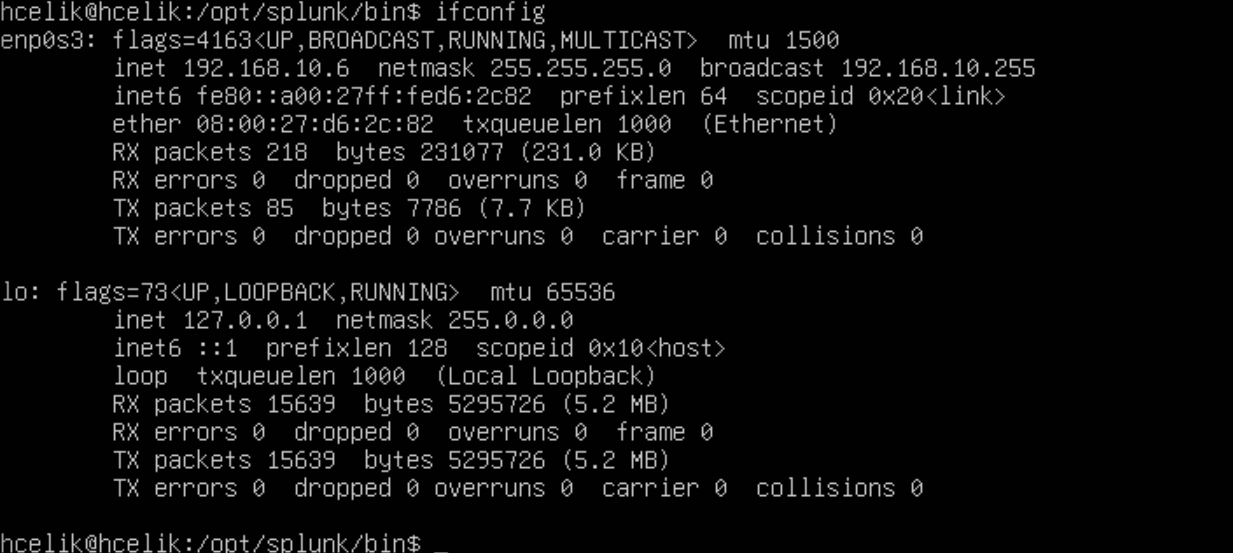 hcelik@hcelik:/opt/splunk/bin$ ifconfig
enp0s3: flags=4163<UP,BROADCAST,RUNNING,MULTICAST>  mtu 1500
        inet 192.168.10.6  netmask 255.255.255.0  broadcast 192.168.10.255
        inet6 fe80::a00:27ff:fed6:2c82  prefixlen 64  scopeid 0x20<link>
        ether 08:00:27:d6:2c:82  txqueuelen 1000  (Ethernet)
        RX packets 218  bytes 231077 (231.0 KB)
        RX errors 0  dropped 0  overruns 0  frame 0
        TX packets 85  bytes 7786 (7.7 KB)
        TX errors 0  dropped 0 overruns 0  carrier 0  collisions 0

lo: flags=73<UP,LOOPBACK,RUNNING>  mtu 65536
        inet 127.0.0.1  netmask 255.0.0.0
        inet6 ::1  prefixlen 128  scopeid 0x10<host>
        loop  txqueuelen 1000  (Local Loopback)
        RX packets 15639  bytes 5295726 (5.2 MB)
        RX errors 0  dropped 0  overruns 0  frame 0
        TX packets 15639  bytes 5295726 (5.2 MB)
        TX errors 0  dropped 0 overruns 0  carrier 0  collisions 0

hcelik@hcelik:/opt/splunk/bin$ _